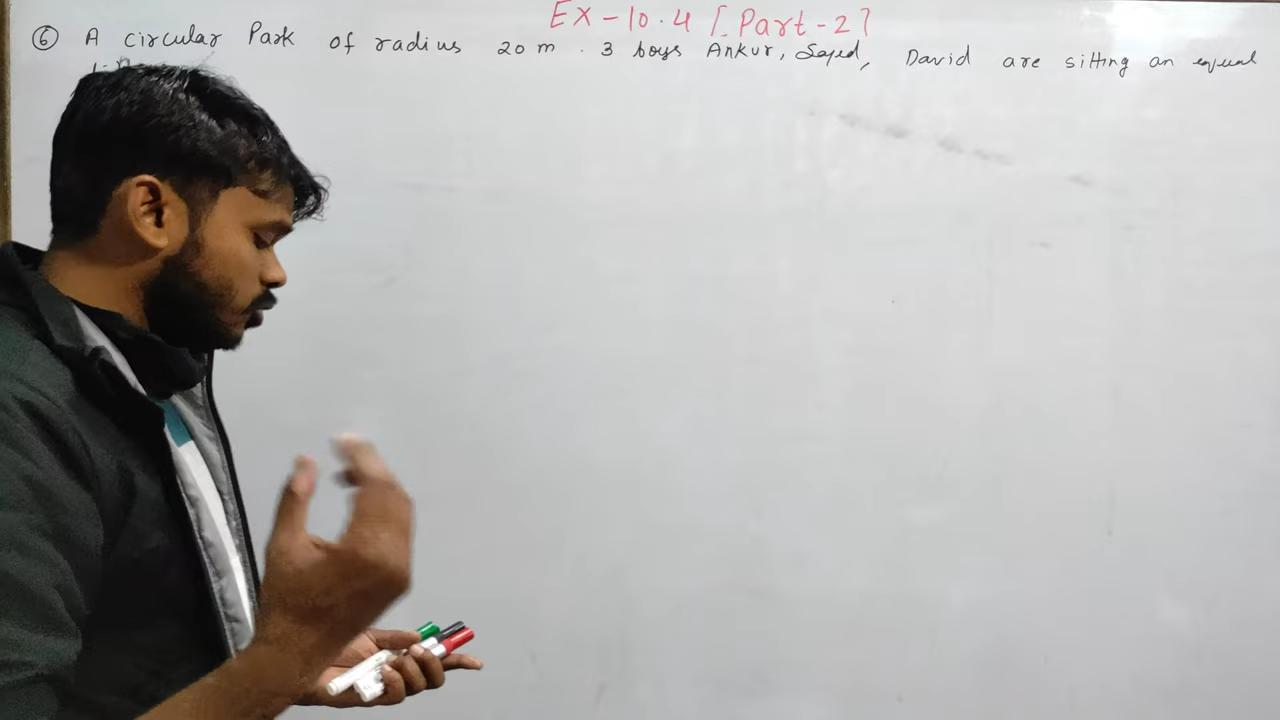 Ex-10.4 [Part-2]
⑥ A circular Park of radius 20 m . 3 boys Ankur, Sayed, David are sitting an equal